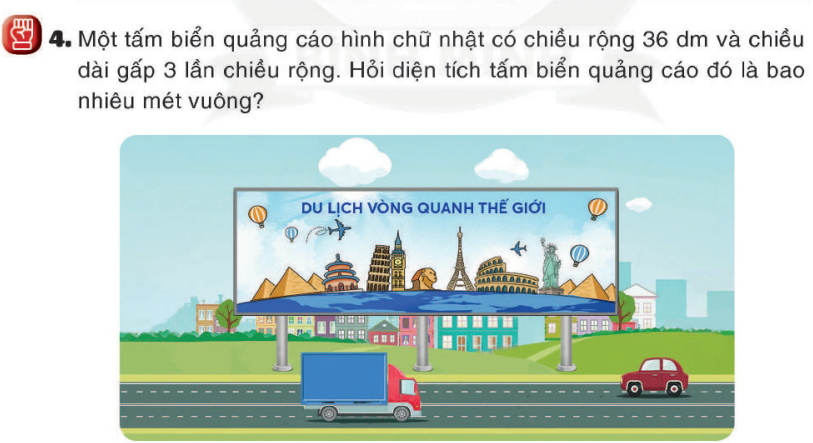 4. Một tấm biển quảng cáo hình chữ nhật có chiều rộng 36 dm và chiều
dài gấp 3 lần chiều rộng. Hỏi diện tích tấm biển quảng cáo đó là bao
nhiêu mét vuông?
DU LỊCH VÒNG QUANH THẾ GIỚI